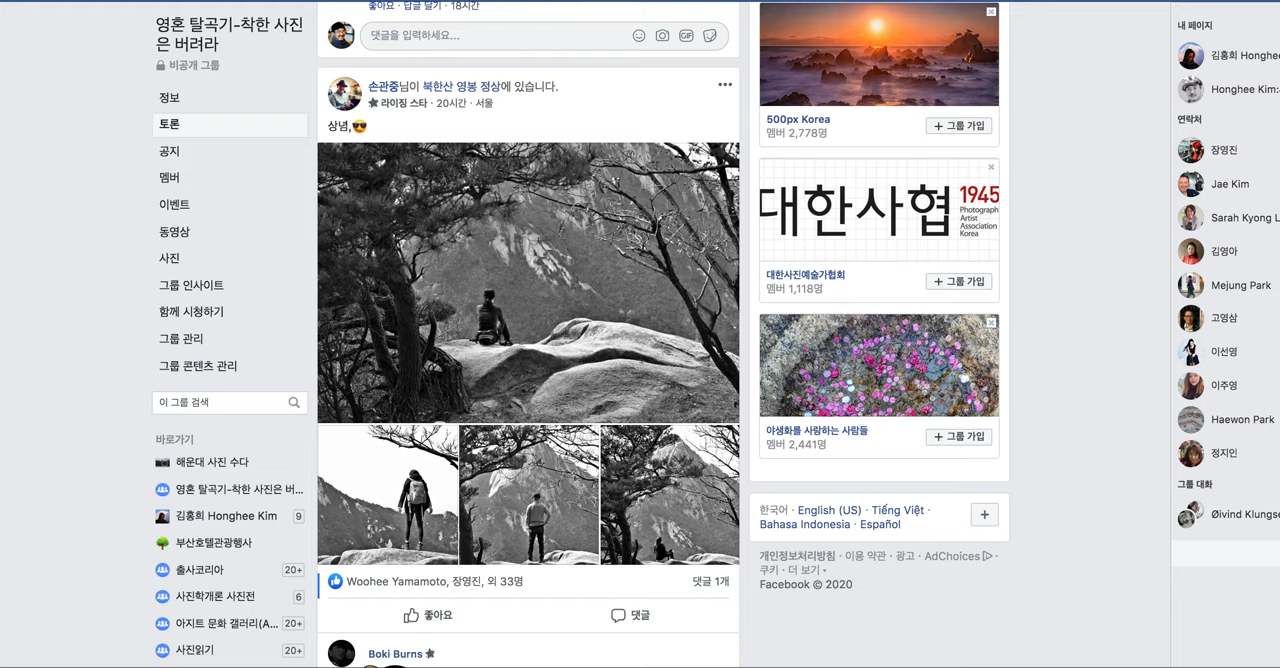 영혼 탈곡기-착한 사진
은 버려라
비공개 그룹
정보
토론
공지
멤버
이벤트
동영상
사진
그룹 인사이트
함께 시청하기
그룹 관리
그룹 콘텐츠 관리
이 그룹 검색
바로가기
해운대 사진 수다
영혼 탈곡기-착한 사진은 버...
김홍희 Honghee Kim 9
부산호텔관광행사
출사코리아 20+
사진학개론 사진전 6
아지트 문화 갤러리(A... 20+
사진읽기 20+
좋아요 · 답글 달기 · 18시간
댓글을 입력하세요...
GIF
손관중님이 북한산 영봉 정상에 있습니다.
라이징 스타 · 20시간 · 서울
상념,
Woohee Yamamoto, 장영진, 외 33명 댓글 1개
좋아요 댓글
Boki Burns
500px Korea
멤버 2,778명
+ 그룹 가입
대한사협 1945
Photograph
Artist
Association
Korea
대한사진예술가협회
멤버 1,118명
+ 그룹 가입
야생화를 사랑하는 사람들
멤버 2,441명
+ 그룹 가입
한국어 · English (US) · Tiếng Việt ·
Bahasa Indonesia · Español
개인정보처리방침 · 이용 약관 · 광고 · AdChoices ·
쿠키 · 더 보기
Facebook © 2020
내 페이지
김홍희 Honghee
Honghee Kim:
연락처
장영진
Jae Kim
Sarah Kyong L
김영아
Mejung Park
고영삼
이선영
이주영
Haewon Park
정지인
그룹 대화
Øivind Klungse